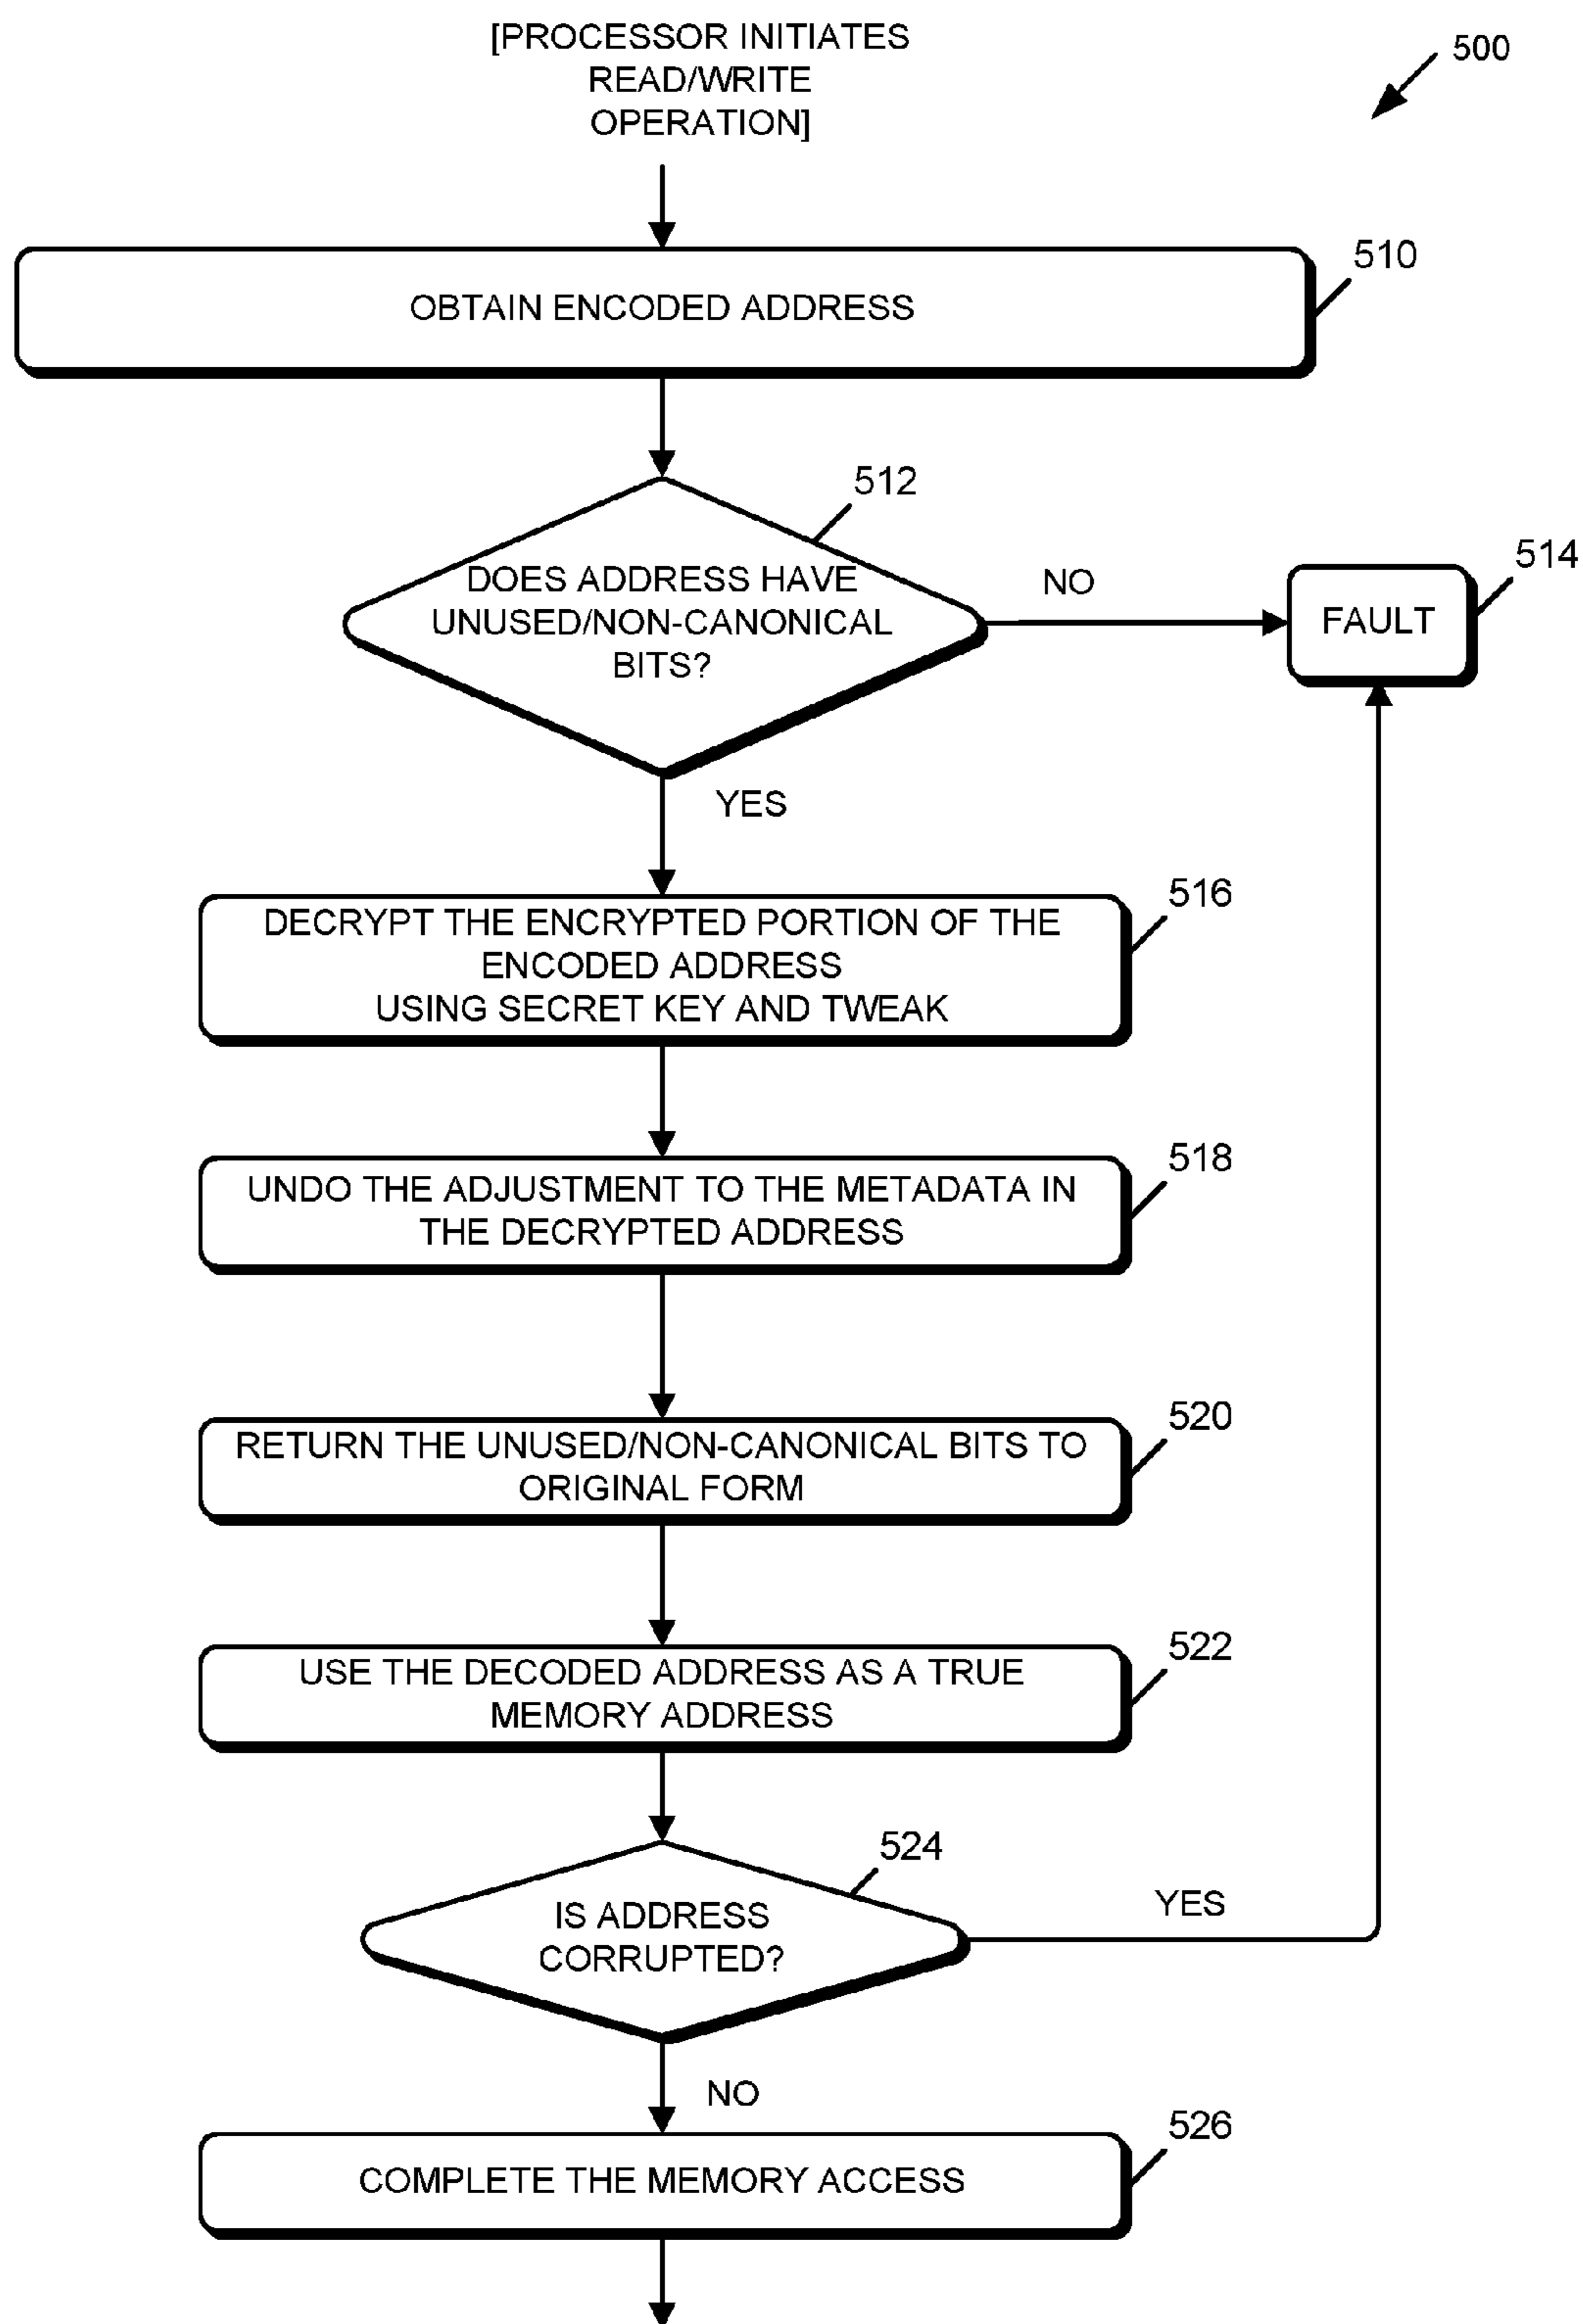 [PROCESSOR INITIATES
READ/WRITE
OPERATION]
500
510
OBTAIN ENCODED ADDRESS
512
DOES ADDRESS HAVE
UNUSED/NON-CANONICAL
BITS?
NO
514
FAULT
YES
516
DECRYPT THE ENCRYPTED PORTION OF THE
ENCODED ADDRESS
USING SECRET KEY AND TWEAK
518
UNDO THE ADJUSTMENT TO THE METADATA IN
THE DECRYPTED ADDRESS
520
RETURN THE UNUSED/NON-CANONICAL BITS TO
ORIGINAL FORM
522
USE THE DECODED ADDRESS AS A TRUE
MEMORY ADDRESS
524
IS ADDRESS
CORRUPTED?
YES
NO
526
COMPLETE THE MEMORY ACCESS